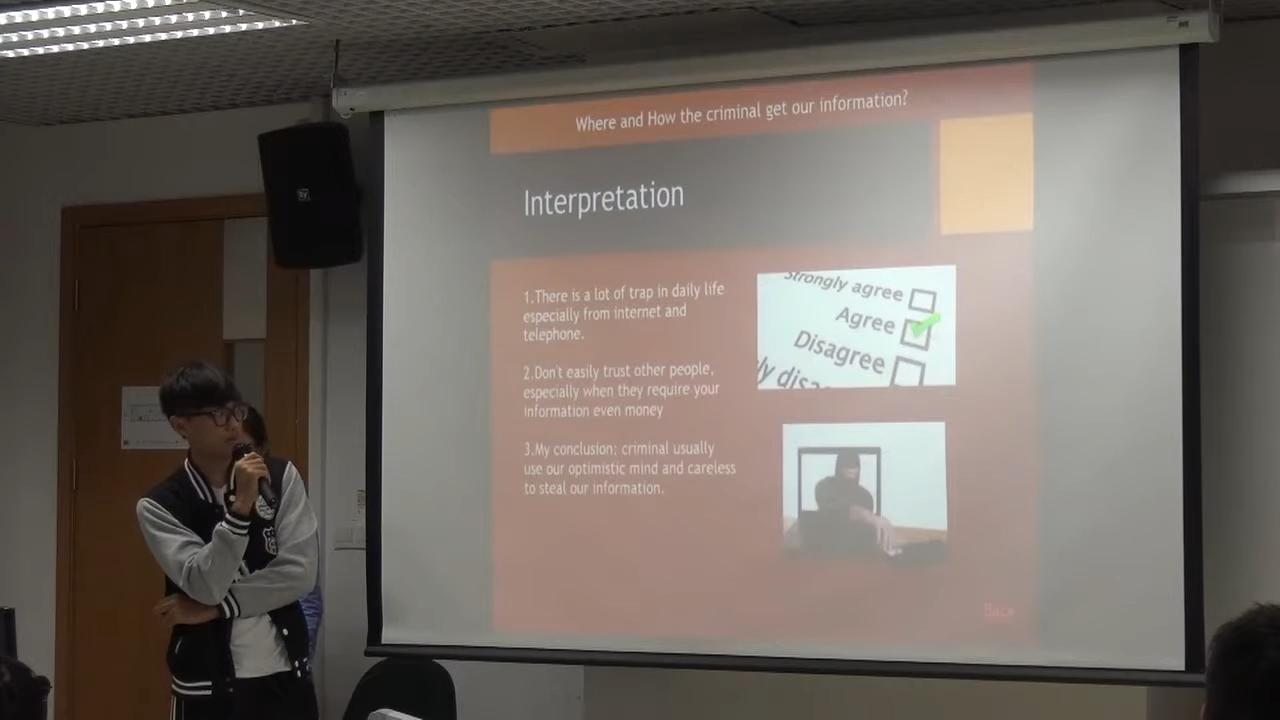 Where and How the criminal get our information?
Interpretation
1.There is a lot of trap in daily life
especially from internet and
telephone.
2.Don't easily trust other people,
especially when they require your
information even money
3.My conclusion: criminal usually
use our optimistic mind and careless
to steal our information.
Strongly agree
Agree
Disagree
Back
EV